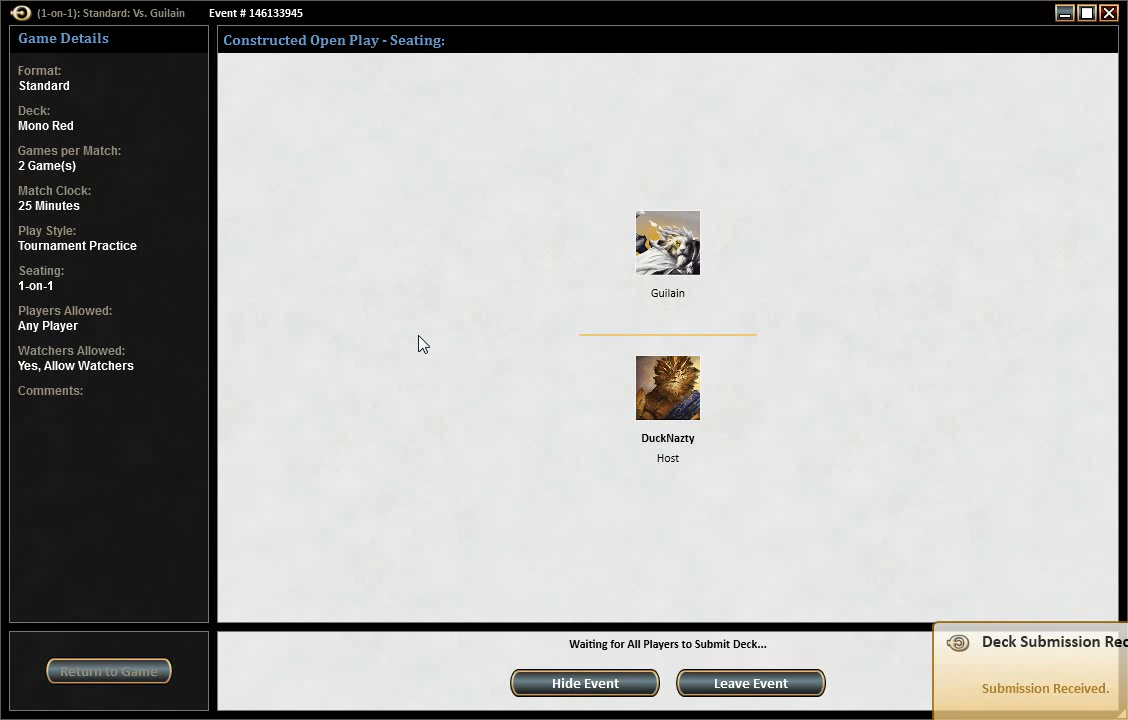 (1-on-1): Standard: Vs. Guilain
Event # 146133945
Game Details
Format:
Standard
Deck:
Mono Red
Games per Match:
2 Game(s)
Match Clock:
25 Minutes
Play Style:
Tournament Practice
Seating:
1-on-1
Players Allowed:
Any Player
Watchers Allowed:
Yes, Allow Watchers
Comments:
Return to Game
Constructed Open Play - Seating:
Guilain
DuckNazty
Host
Waiting for All Players to Submit Deck...
Hide Event
Leave Event
Deck Submission Rec
Submission Received.